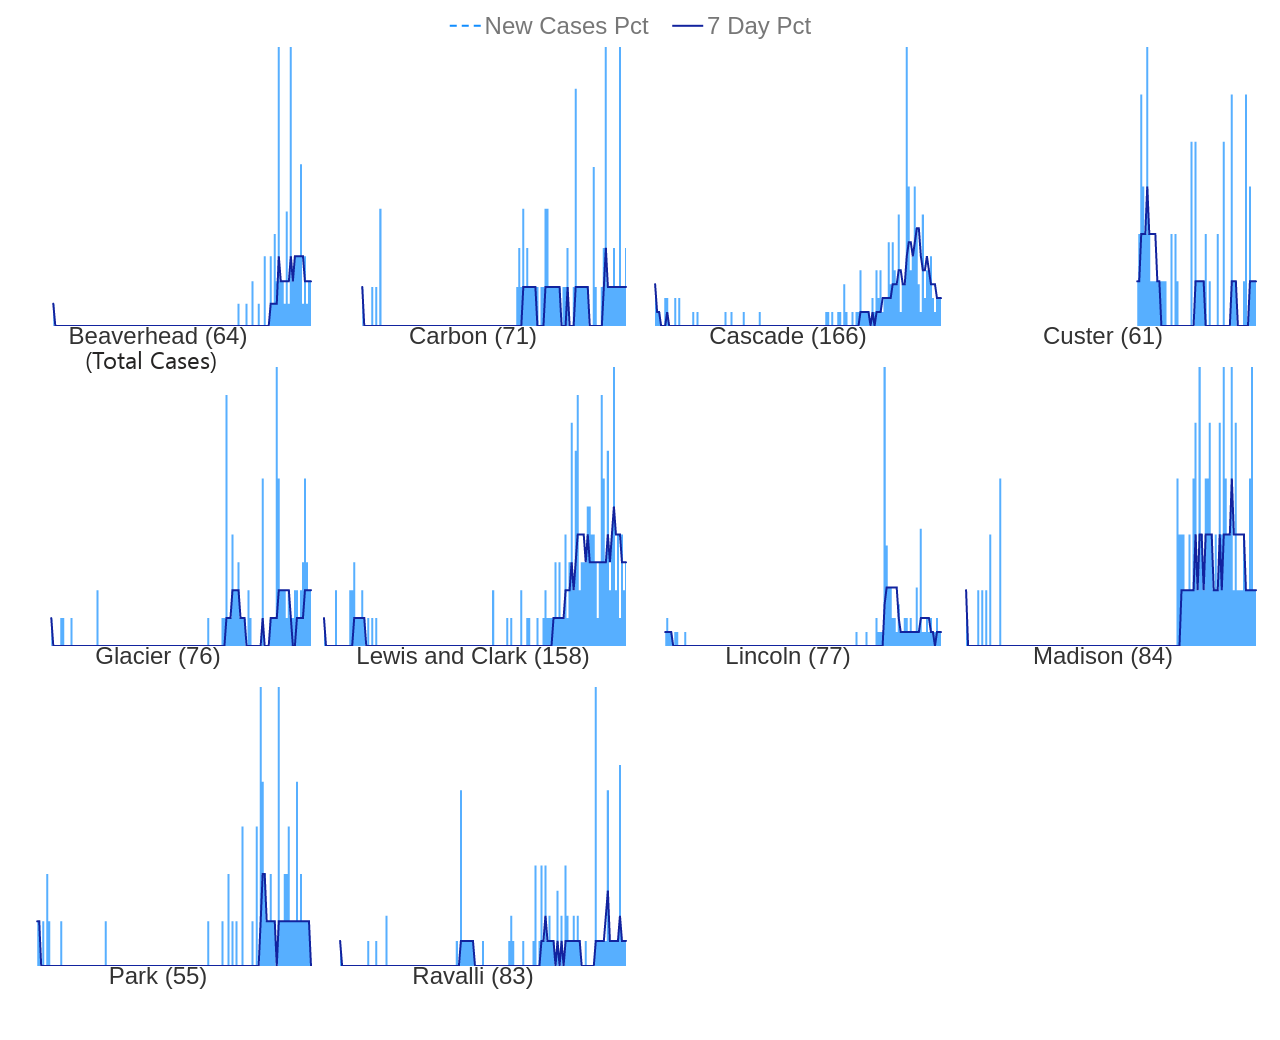 New Cases Pct 7 Day Pct
Beaverhead (64) Carbon (71) Cascade (166) Custer (61)
(Total Cases)
Glacier (76) Lewis and Clark (158) Lincoln (77) Madison (84)
Park (55) Ravalli (83)